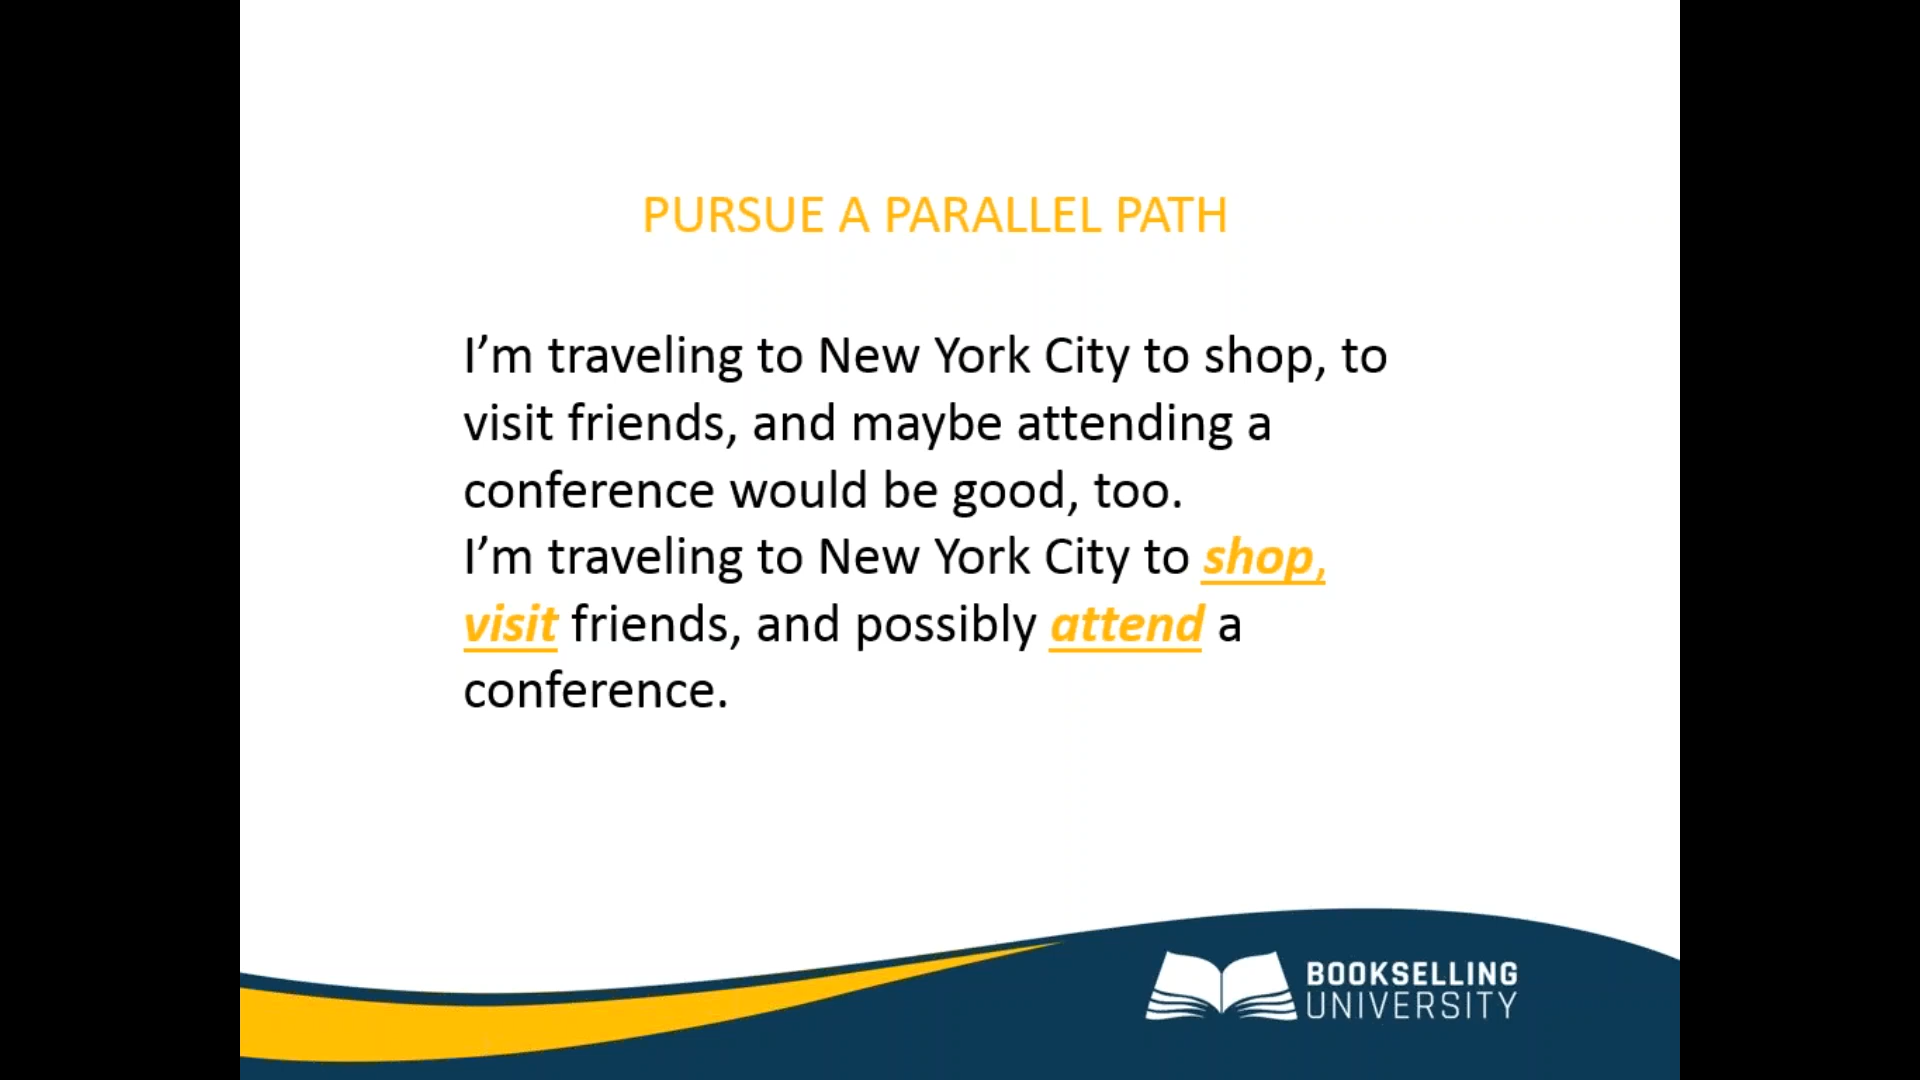 PURSUE A PARALLEL PATH
I’m traveling to New York City to shop, to
visit friends, and maybe attending a
conference would be good, too.
I’m traveling to New York City to shop,
visit friends, and possibly attend a
conference.
BOOKSELLING
UNIVERSITY